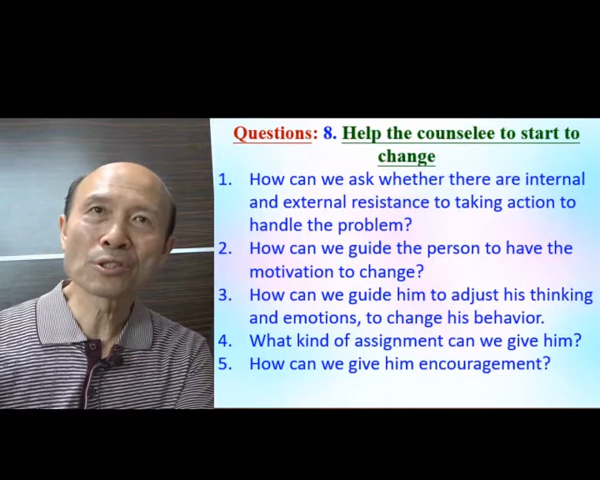 Questions: 8. Help the counselee to start to
change
1. How can we ask whether there are internal
and external resistance to taking action to
handle the problem?
2. How can we guide the person to have the
motivation to change?
3. How can we guide him to adjust his thinking
and emotions, to change his behavior.
4. What kind of assignment can we give him?
5. How can we give him encouragement?